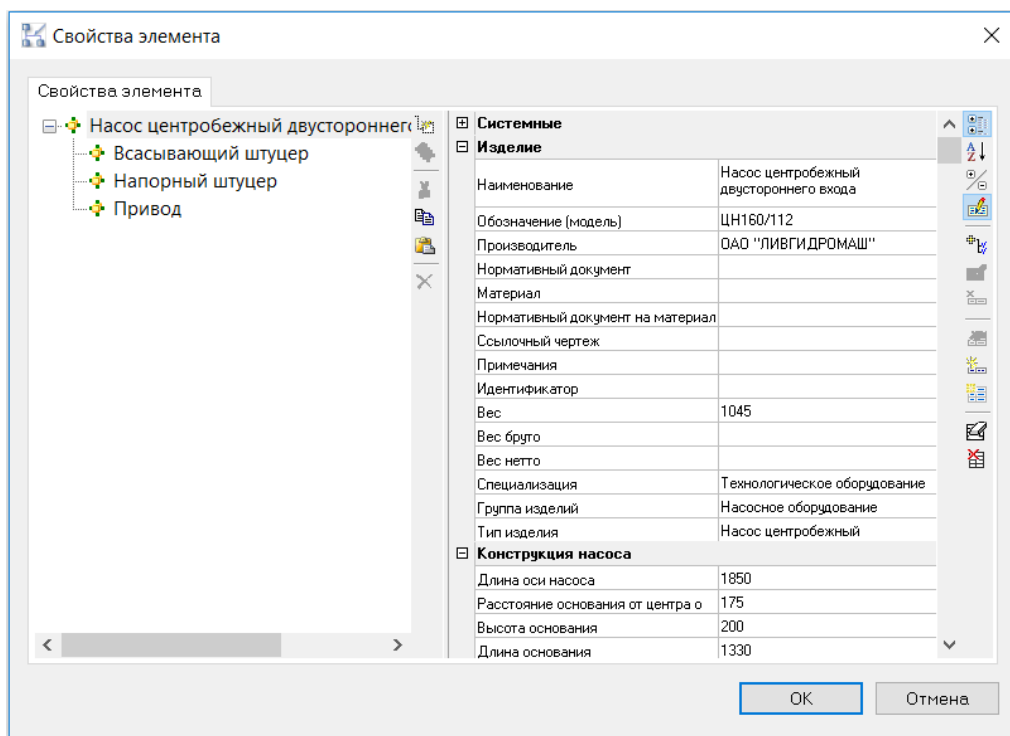 Свойства элемента
Свойства элемента
Насос центробежный двустороннего
Всасывающий штуцер
Напорный штуцер
Привод
Системные
Изделие
Наименование
Насос центробежный
двустороннего входа
Обозначение (модель) ЦН160/112
Производитель ОАО "ЛИВГИДРОМАШ"
Нормативный документ
Материал
Нормативный документ на материал
Ссылочный чертеж
Примечания
Идентификатор
Вес 1045
Вес бруто
Вес нетто
Специализация Технологическое оборудование
Группа изделий Насосное оборудование
Тип изделия Насос центробежный
Конструкция насоса
Длина оси насоса 1850
Расстояние основания от центра о 175
Высота основания 200
Длина основания 1330
OK Отмена